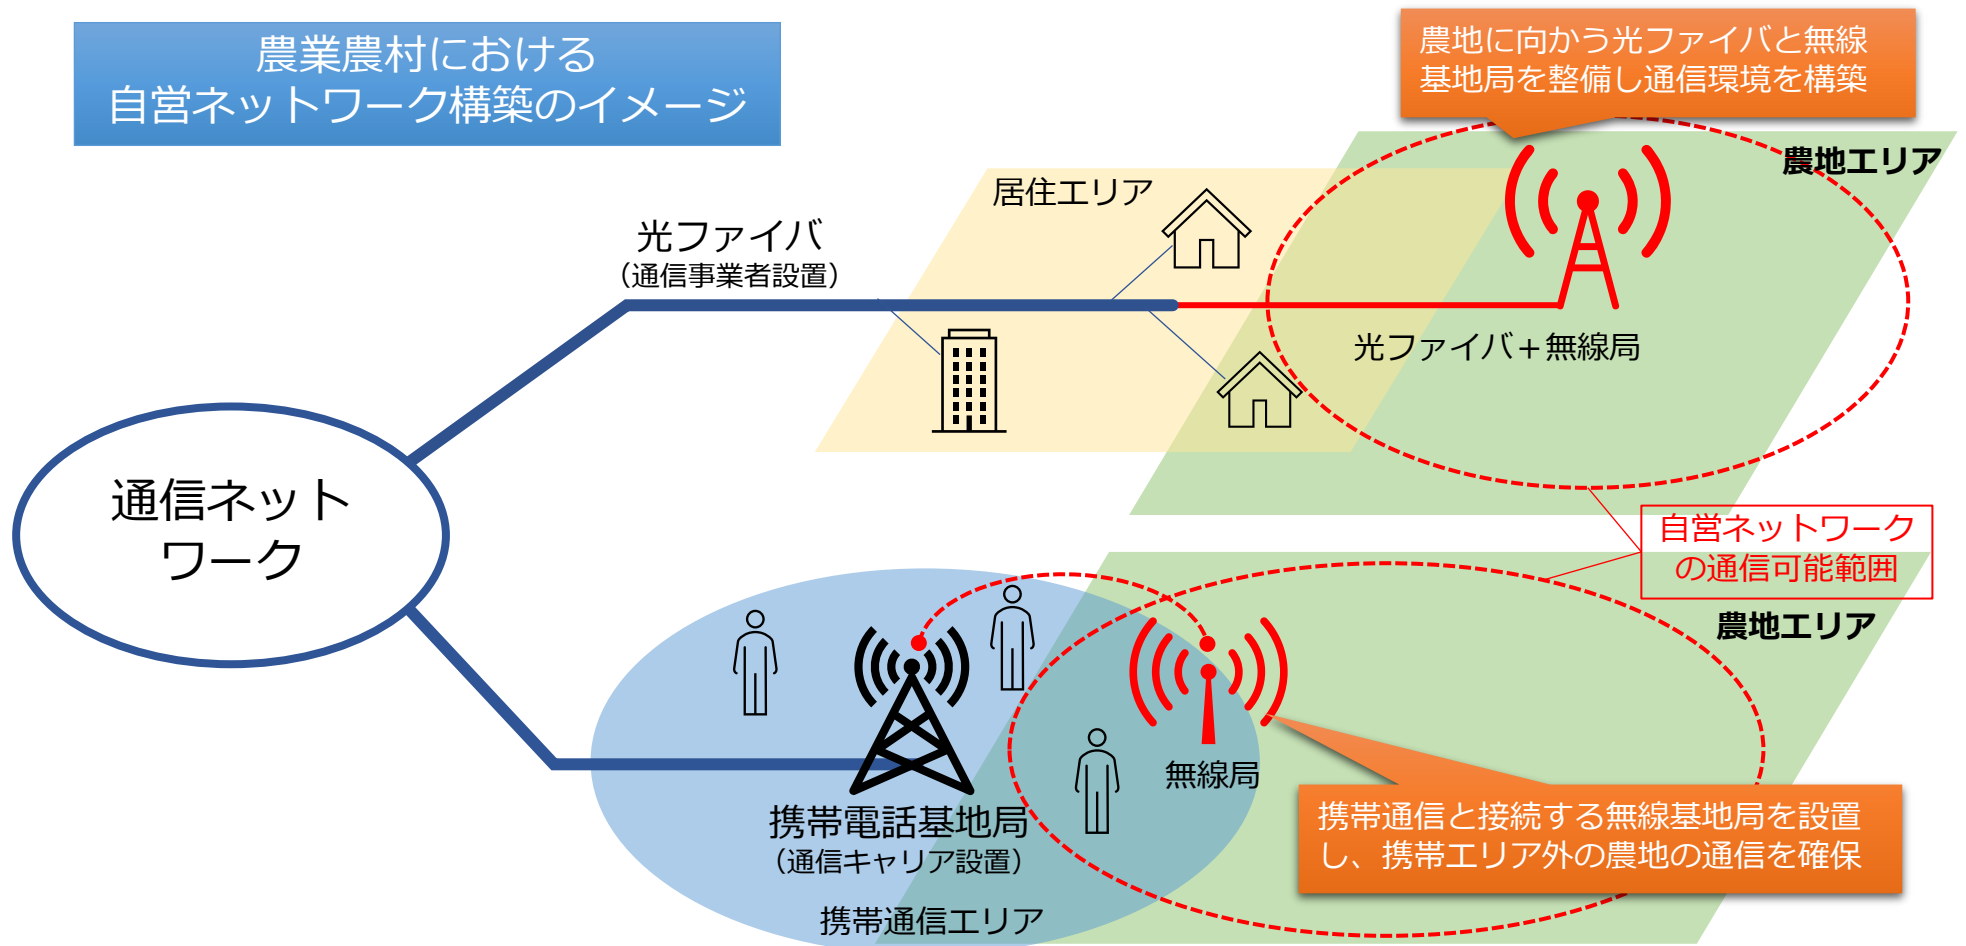 農業農村における
自営ネットワーク構築のイメージ
農地に向かう光ファイバと無線
基地局を整備し通信環境を構築
農地エリア
居住エリア
光ファイバ
（通信事業者設置）
光ファイバ＋無線局
通信ネット
ワーク
自営ネットワーク
の通信可能範囲
農地エリア
無線局
携帯電話基地局
（通信キャリア設置）
携帯通信と接続する無線基地局を設置
し、携帯エリア外の農地の通信を確保
携帯通信エリア